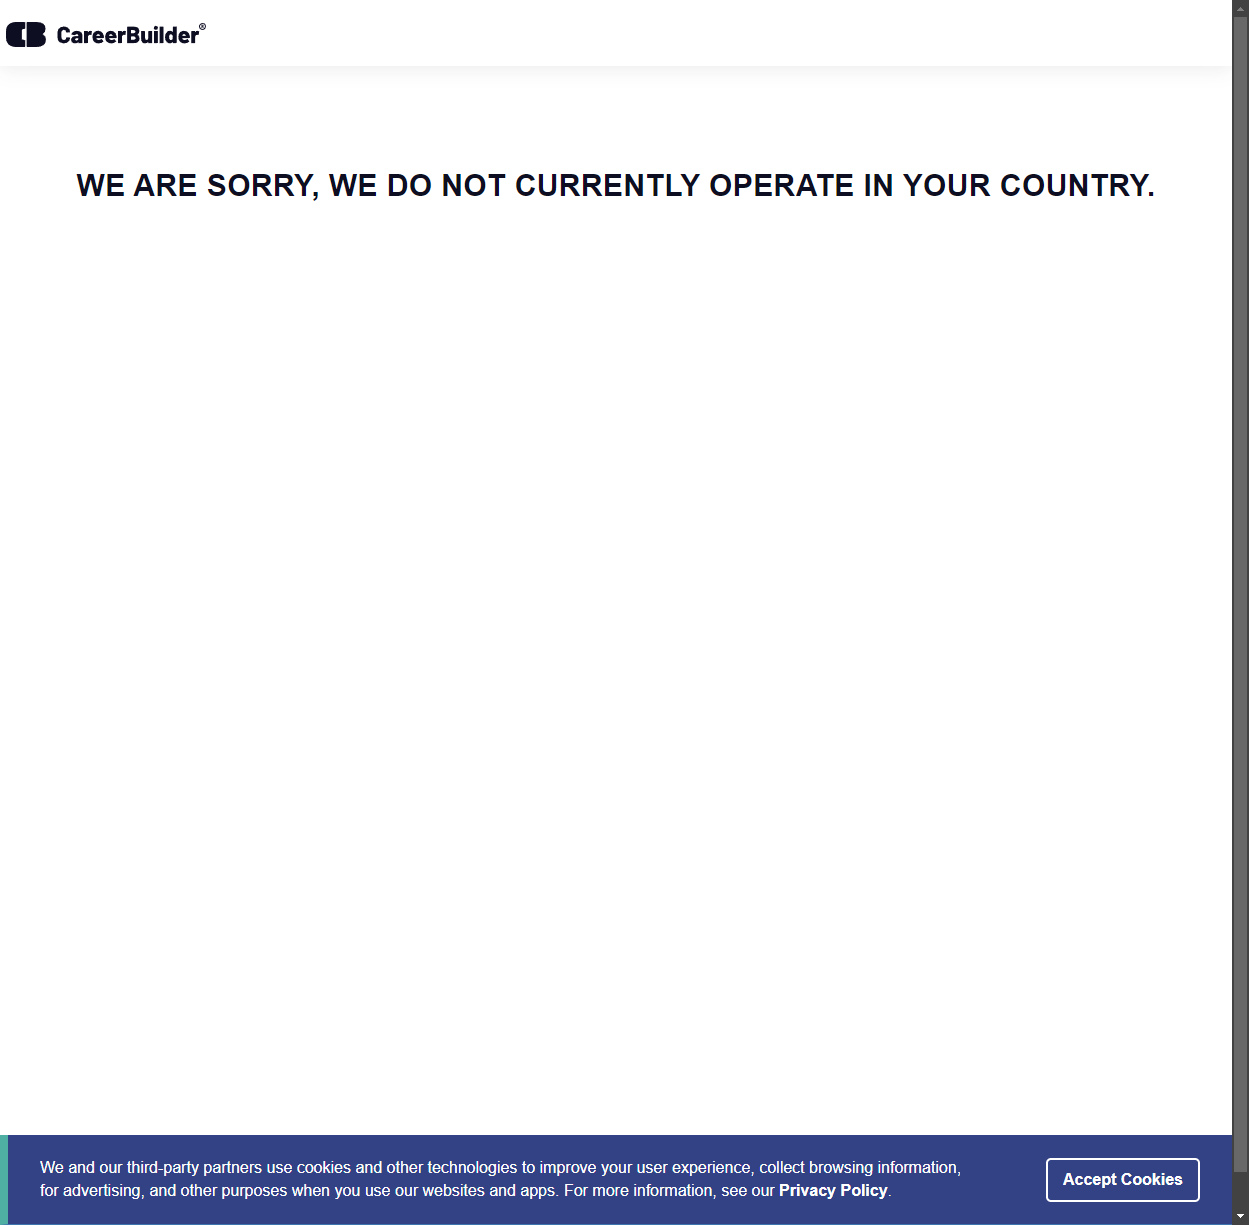 CareerBuilder®
WE ARE SORRY, WE DO NOT CURRENTLY OPERATE IN YOUR COUNTRY.
We and our third-party partners use cookies and other technologies to improve your user experience, collect browsing information,
for advertising, and other purposes when you use our websites and apps. For more information, see our Privacy Policy.
Accept Cookies